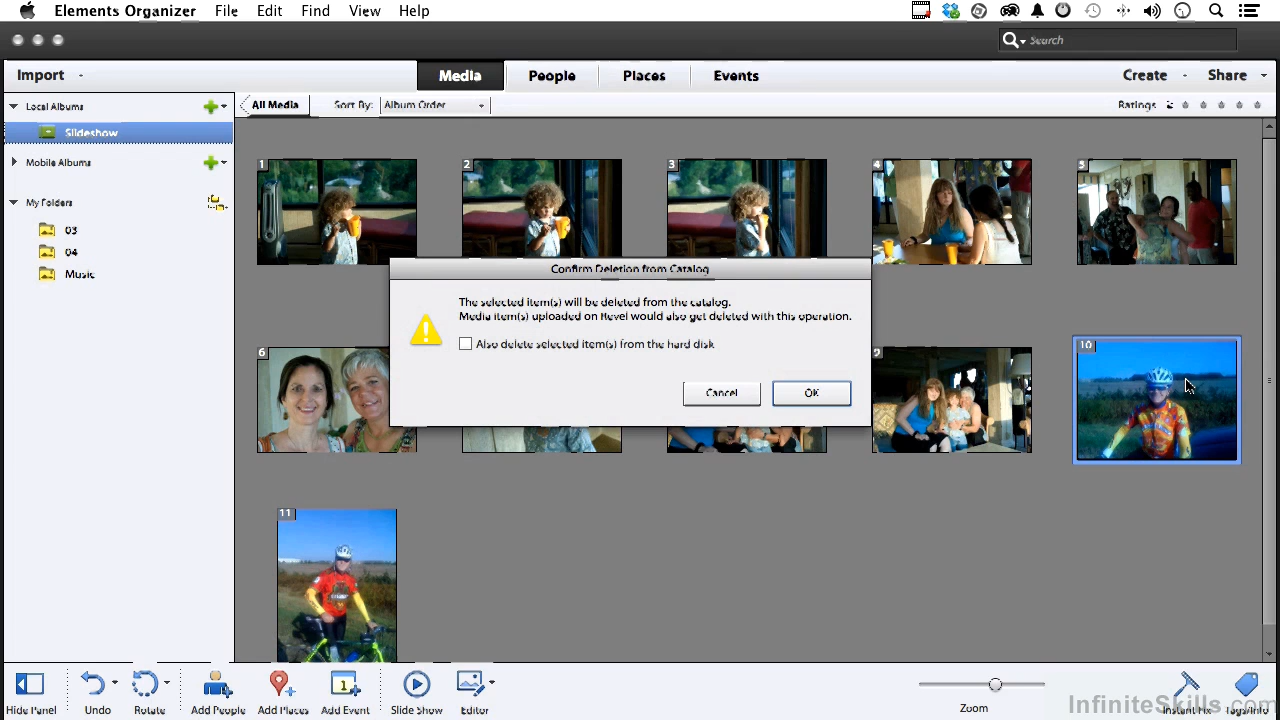 Elements Organizer File Edit Find View Help
Search
Import Media People Places Events Create Share
Local Albums
All Media Sort By: Album Order Ratings
Slideshow
Mobile Albums
My Folders
03
04
Music
1 2 3 4 5
Confirm Deletion from Catalog
The selected item(s) will be deleted from the catalog.
Media item(s) uploaded on Revel would also get deleted with this operation.
Also delete selected item(s) from the hard disk
Cancel OK
6 9 10
11
Hide Panel Undo Rotate Add People Add Places Add Event Slide Show Editor Zoom Instant Fix Tags/Info
InfiniteSkills.com